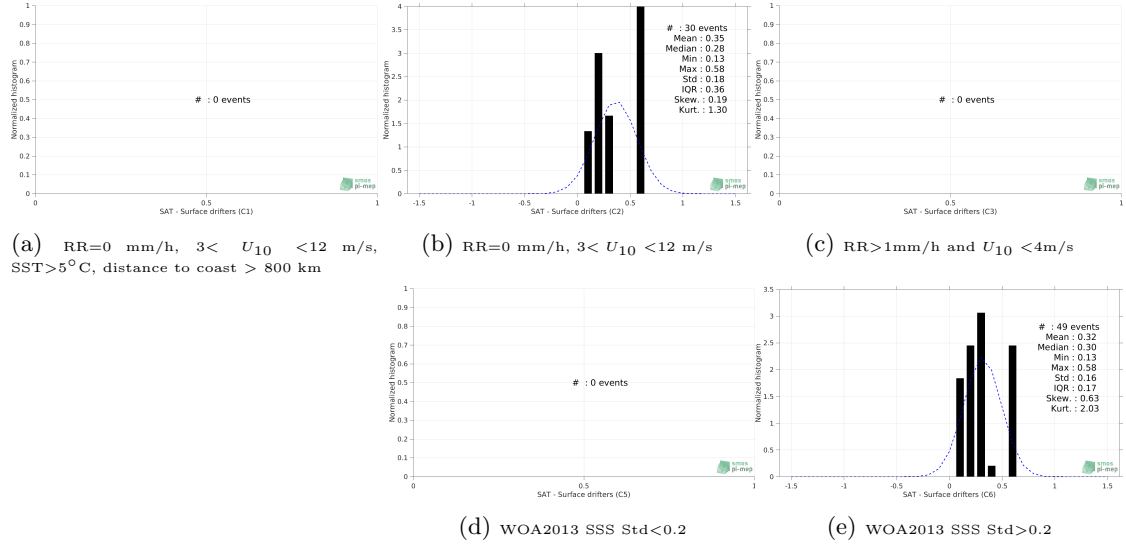 1
0.9
0.8
0.7
0.6
0.5
0.4
0.3
0.2
0.1
0
Normalized histogram
# : 0 events
smos
pi-mep
0 0.5 1
SAT - Surface drifters (C1)
(a) RR=0 mm/h, 3< U10 <12 m/s,
SST>5°C, distance to coast > 800 km
4
3.5
3
2.5
2
1.5
1
0.5
0
Normalized histogram
# : 30 events
Mean : 0.35
Median : 0.28
Min : 0.13
Max : 0.58
Std : 0.18
IQR : 0.36
Skew. : 0.19
Kurt. : 1.30
smos
pi-mep
-1.5 -1 -0.5 0 0.5 1 1.5
SAT - Surface drifters (C2)
(b) RR=0 mm/h, 3< U10 <12 m/s
1
0.9
0.8
0.7
0.6
0.5
0.4
0.3
0.2
0.1
0
Normalized histogram
# : 0 events
smos
pi-mep
0 0.5 1
SAT - Surface drifters (C3)
(c) RR>1mm/h and U10 <4m/s
1
0.9
0.8
0.7
0.6
0.5
0.4
0.3
0.2
0.1
0
Normalized histogram
# : 0 events
smos
pi-mep
0 0.5 1
SAT - Surface drifters (C5)
(d) WOA2013 SSS Std<0.2
3.5
3
2.5
2
1.5
1
0.5
0
Normalized histogram
# : 49 events
Mean : 0.32
Median : 0.30
Min : 0.13
Max : 0.58
Std : 0.16
IQR : 0.17
Skew. : 0.63
Kurt. : 2.03
smos
pi-mep
-1.5 -1 -0.5 0 0.5 1 1.5
SAT - Surface drifters (C6)
(e) WOA2013 SSS Std>0.2